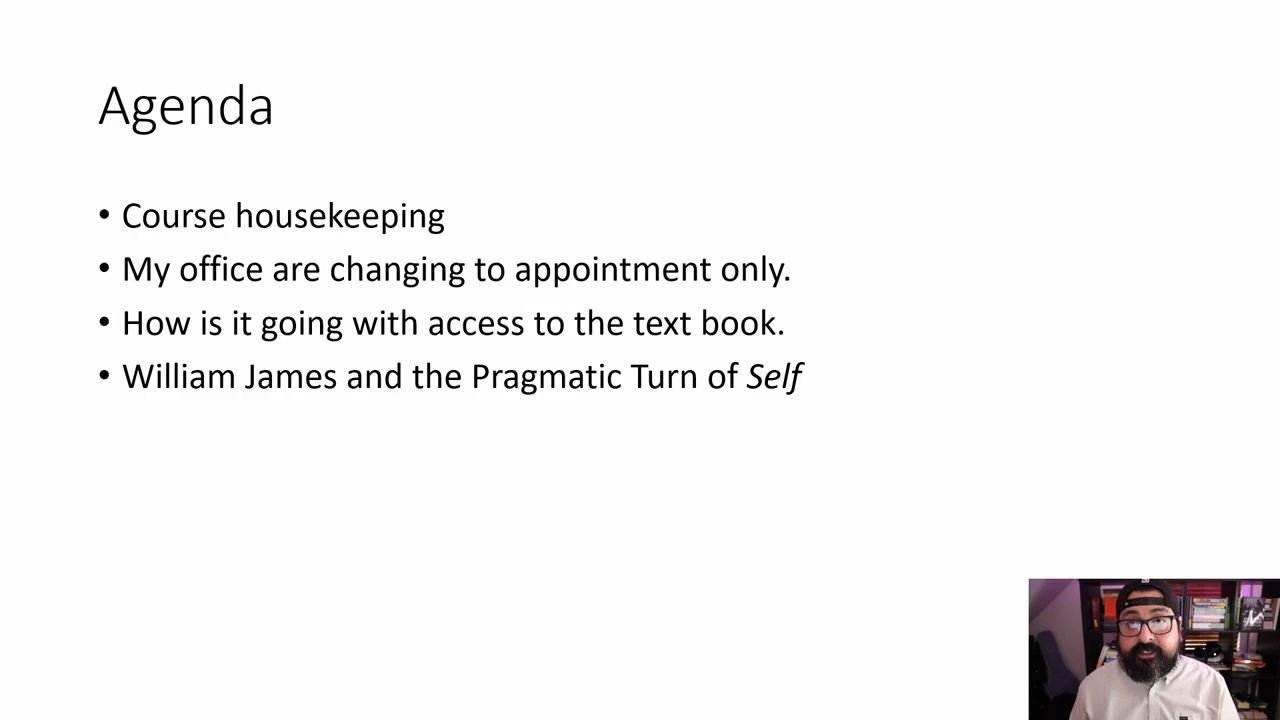 Agenda
• Course housekeeping
• My office are changing to appointment only.
• How is it going with access to the text book.
• William James and the Pragmatic Turn of Self